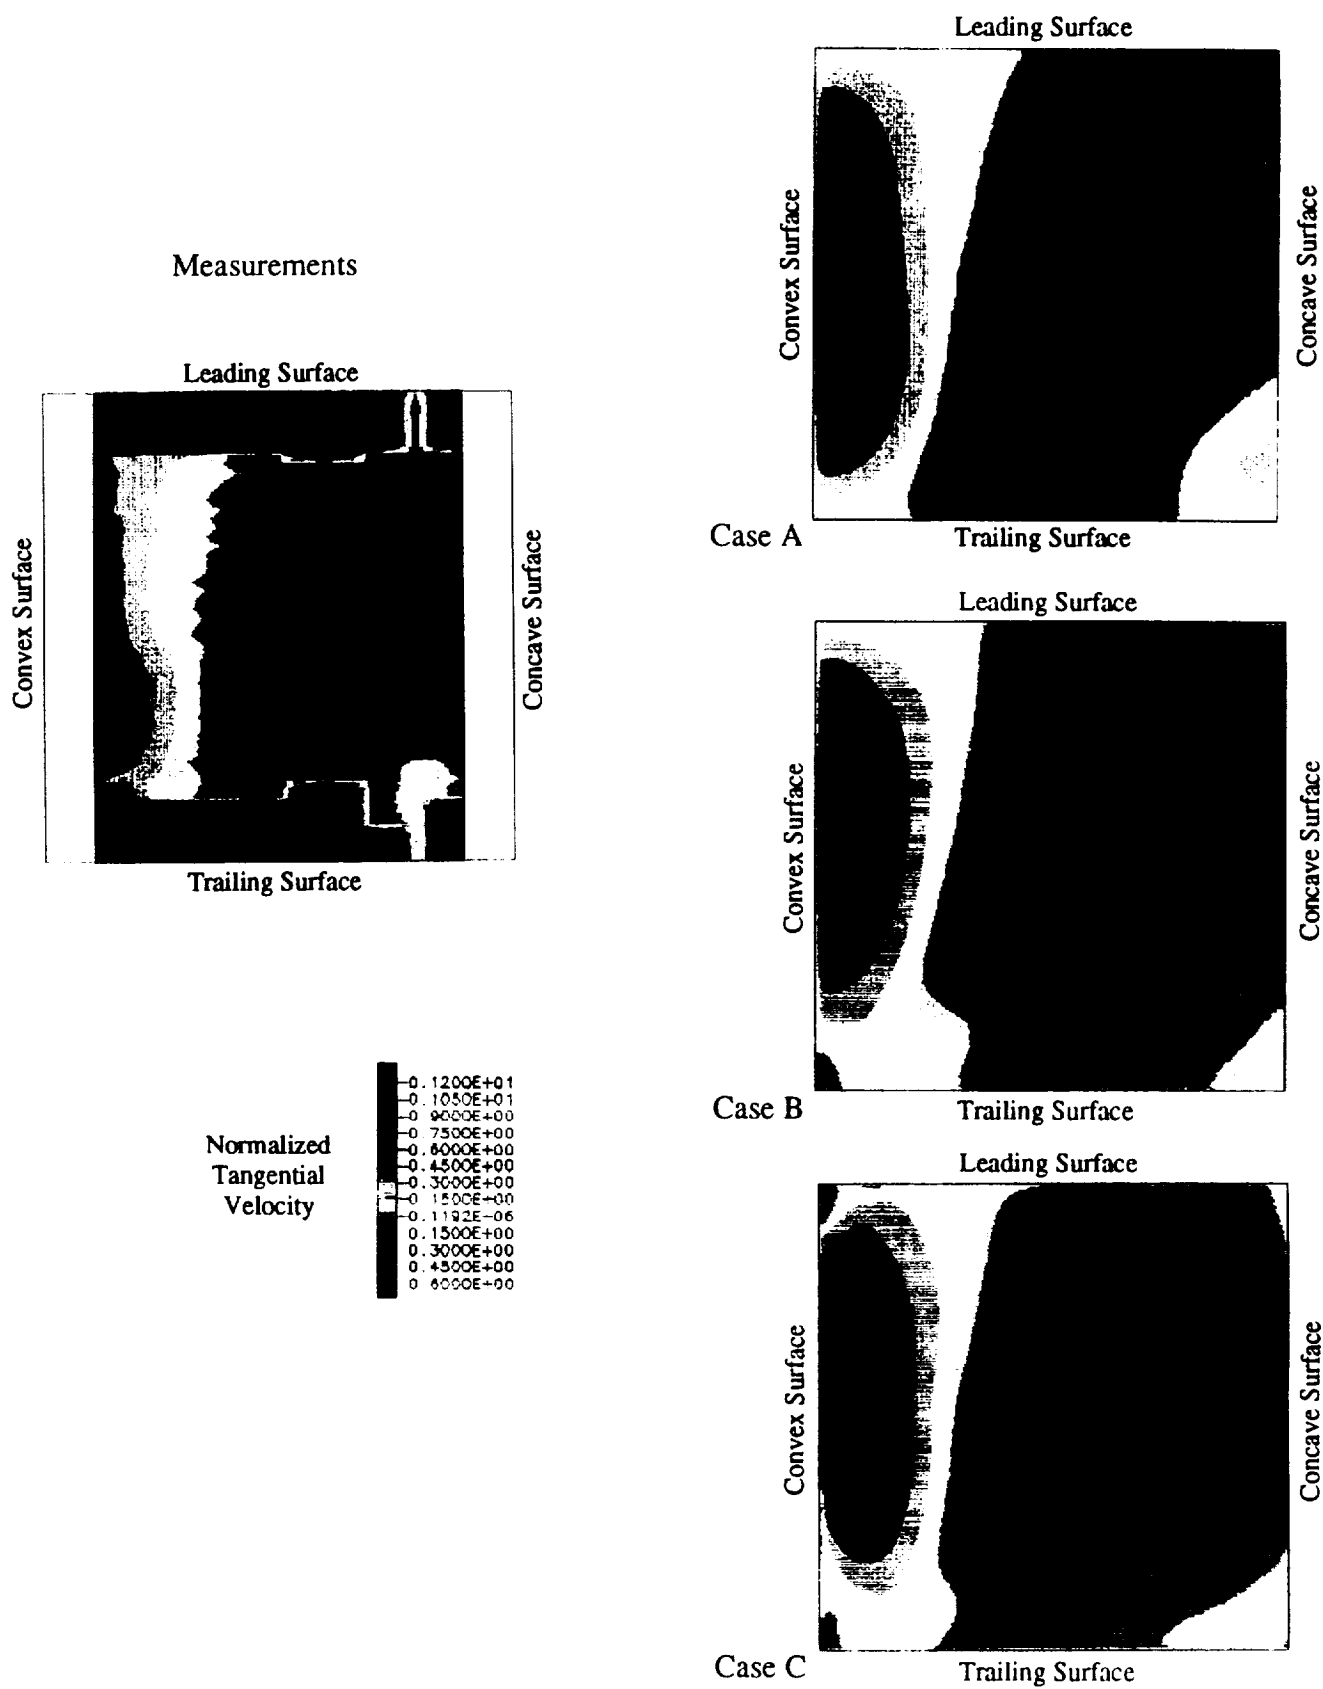 Measurements
Leading Surface
Convex Surface
Concave Surface
Trailing Surface
Normalized
Tangential
Velocity
0.1200E+01
0.1050E+01
0.9000E+00
0.7500E+00
0.6000E+00
0.4500E+00
0.3000E+00
0.1500E+00
0.1192E-06
0.1500E+00
0.3000E+00
0.4500E+00
0.6000E+00
Leading Surface
Convex Surface
Concave Surface
Case A
Trailing Surface
Leading Surface
Convex Surface
Concave Surface
Case B
Trailing Surface
Leading Surface
Convex Surface
Concave Surface
Case C
Trailing Surface